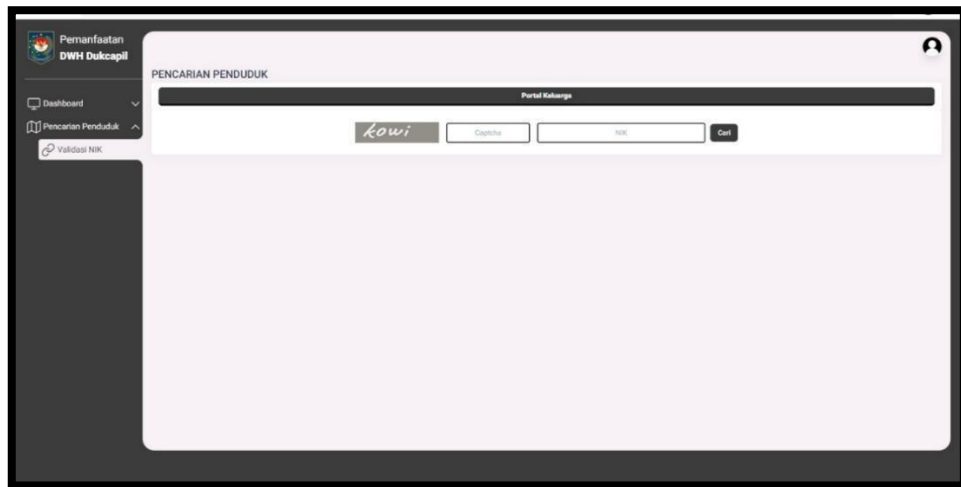 Pemanfaatan
DWH Dukcapil
Dashboard
Pencarian Penduduk
Validasi NIK
PENCARIAN PENDUDUK
Portal Keluarga
kowi
Captcha
NIK
Cari